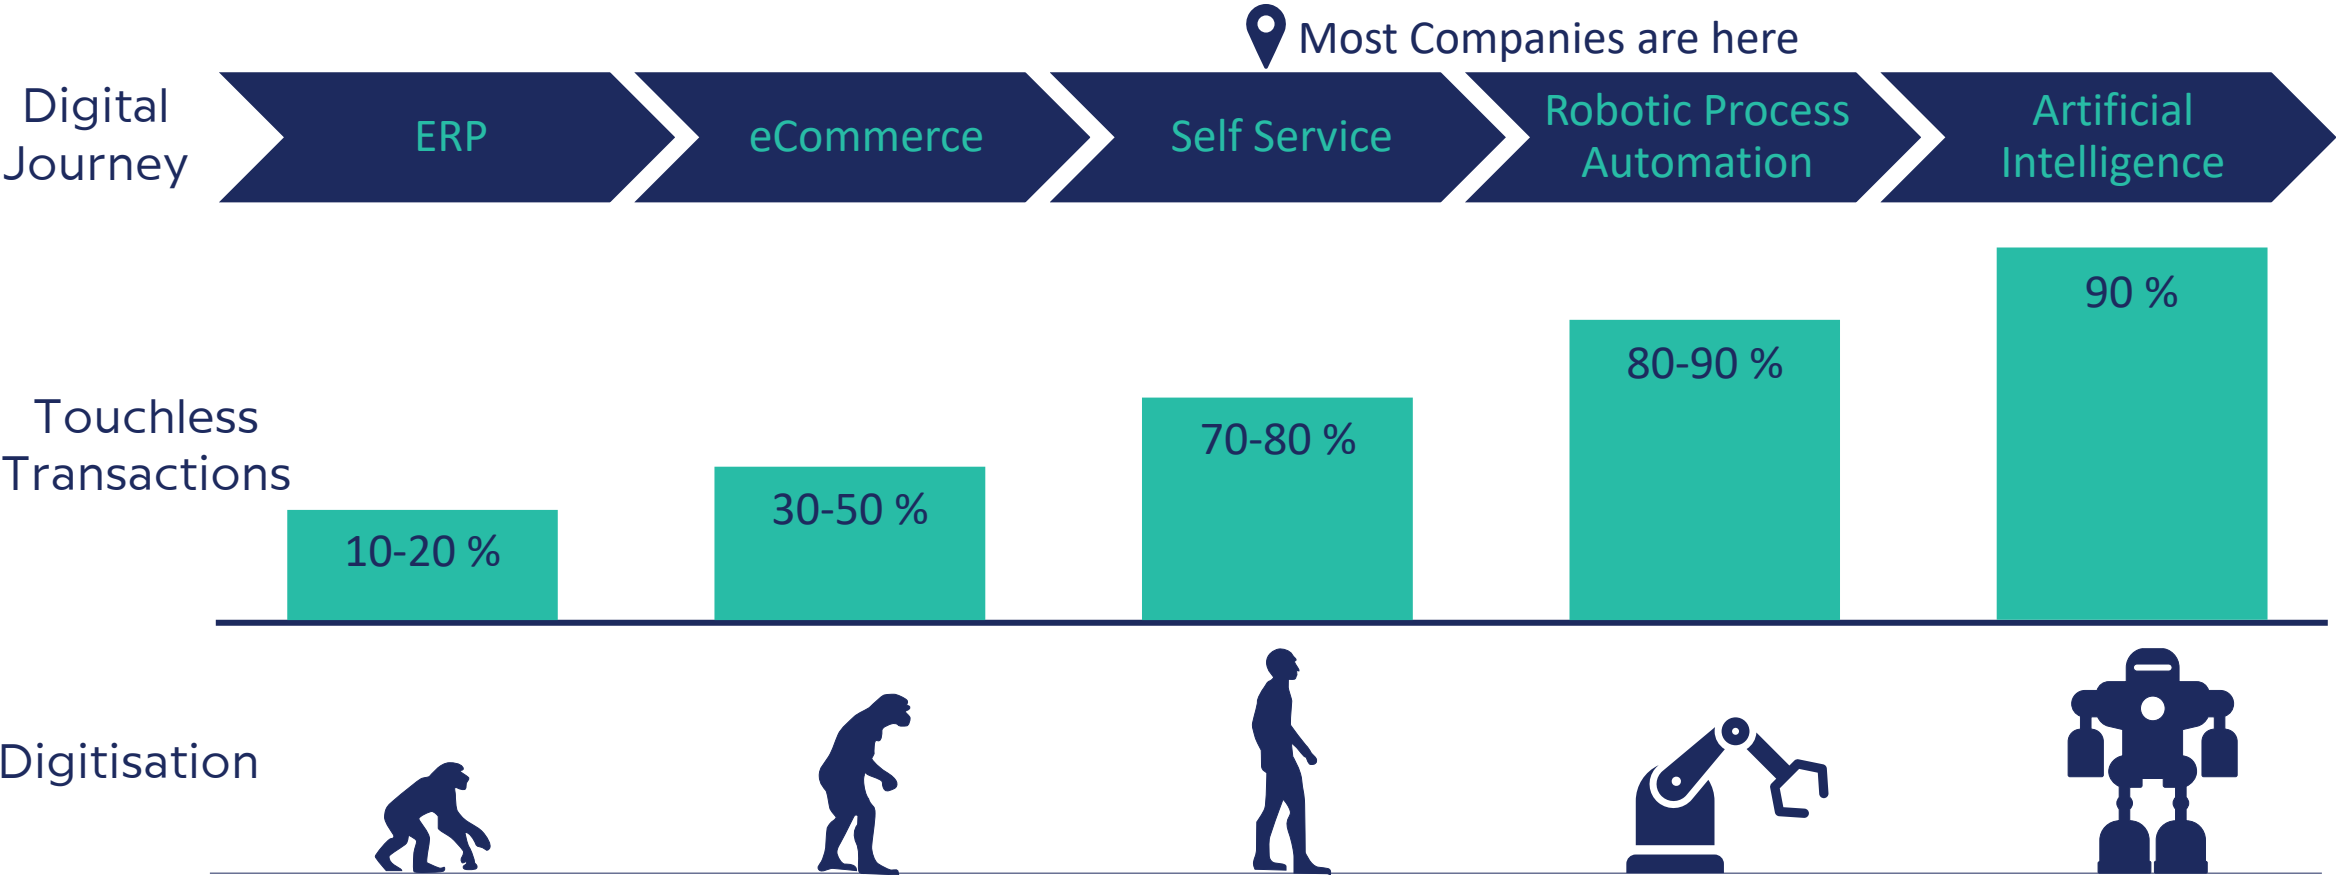 Most Companies are here
Digital
Journey
ERP
eCommerce
Self Service
Robotic Process
Automation
Artificial
Intelligence
Touchless
Transactions
10-20 %
30-50 %
70-80 %
80-90 %
90 %
Digitisation